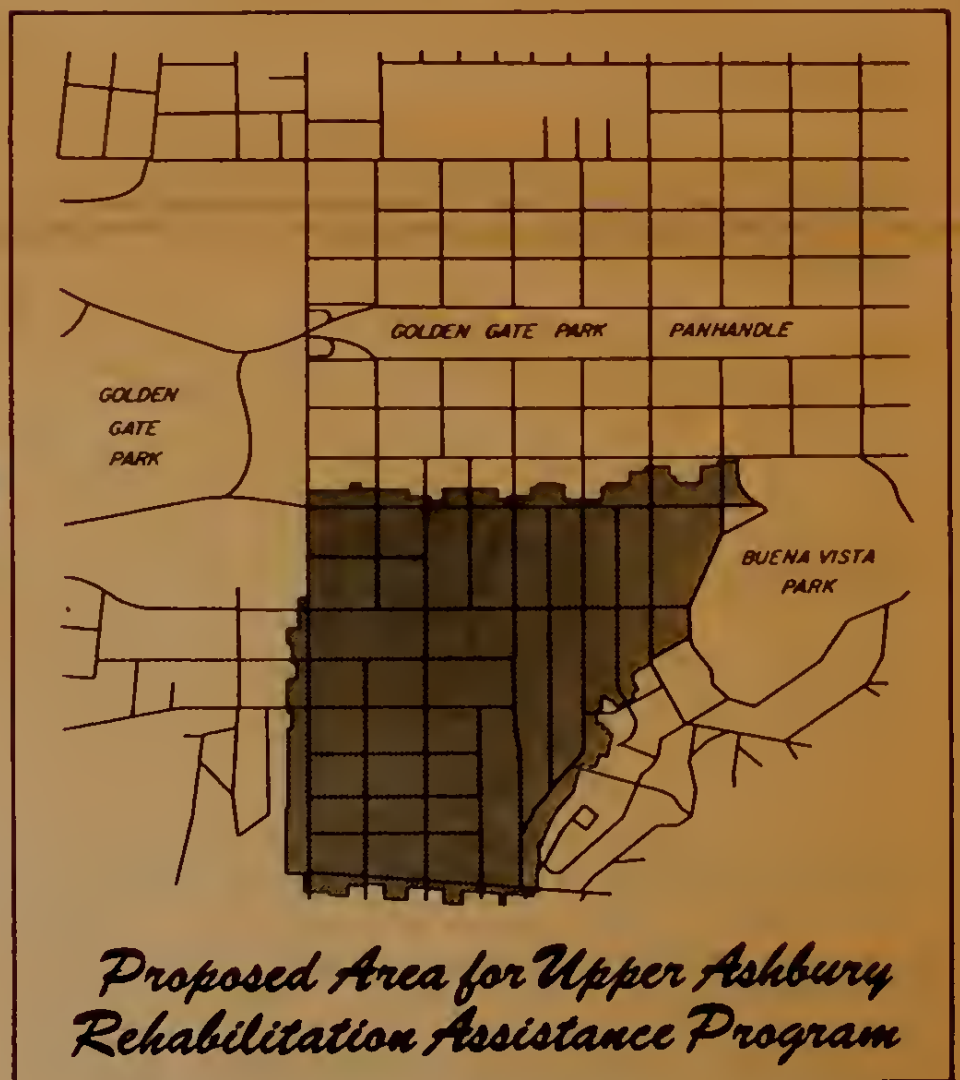 GOLDEN GATE PARK PANHANDLE
GOLDEN
GATE
PARK
BUENA VISTA
PARK
Proposed Area for Upper Ashbury
Rehabilitation Assistance Program